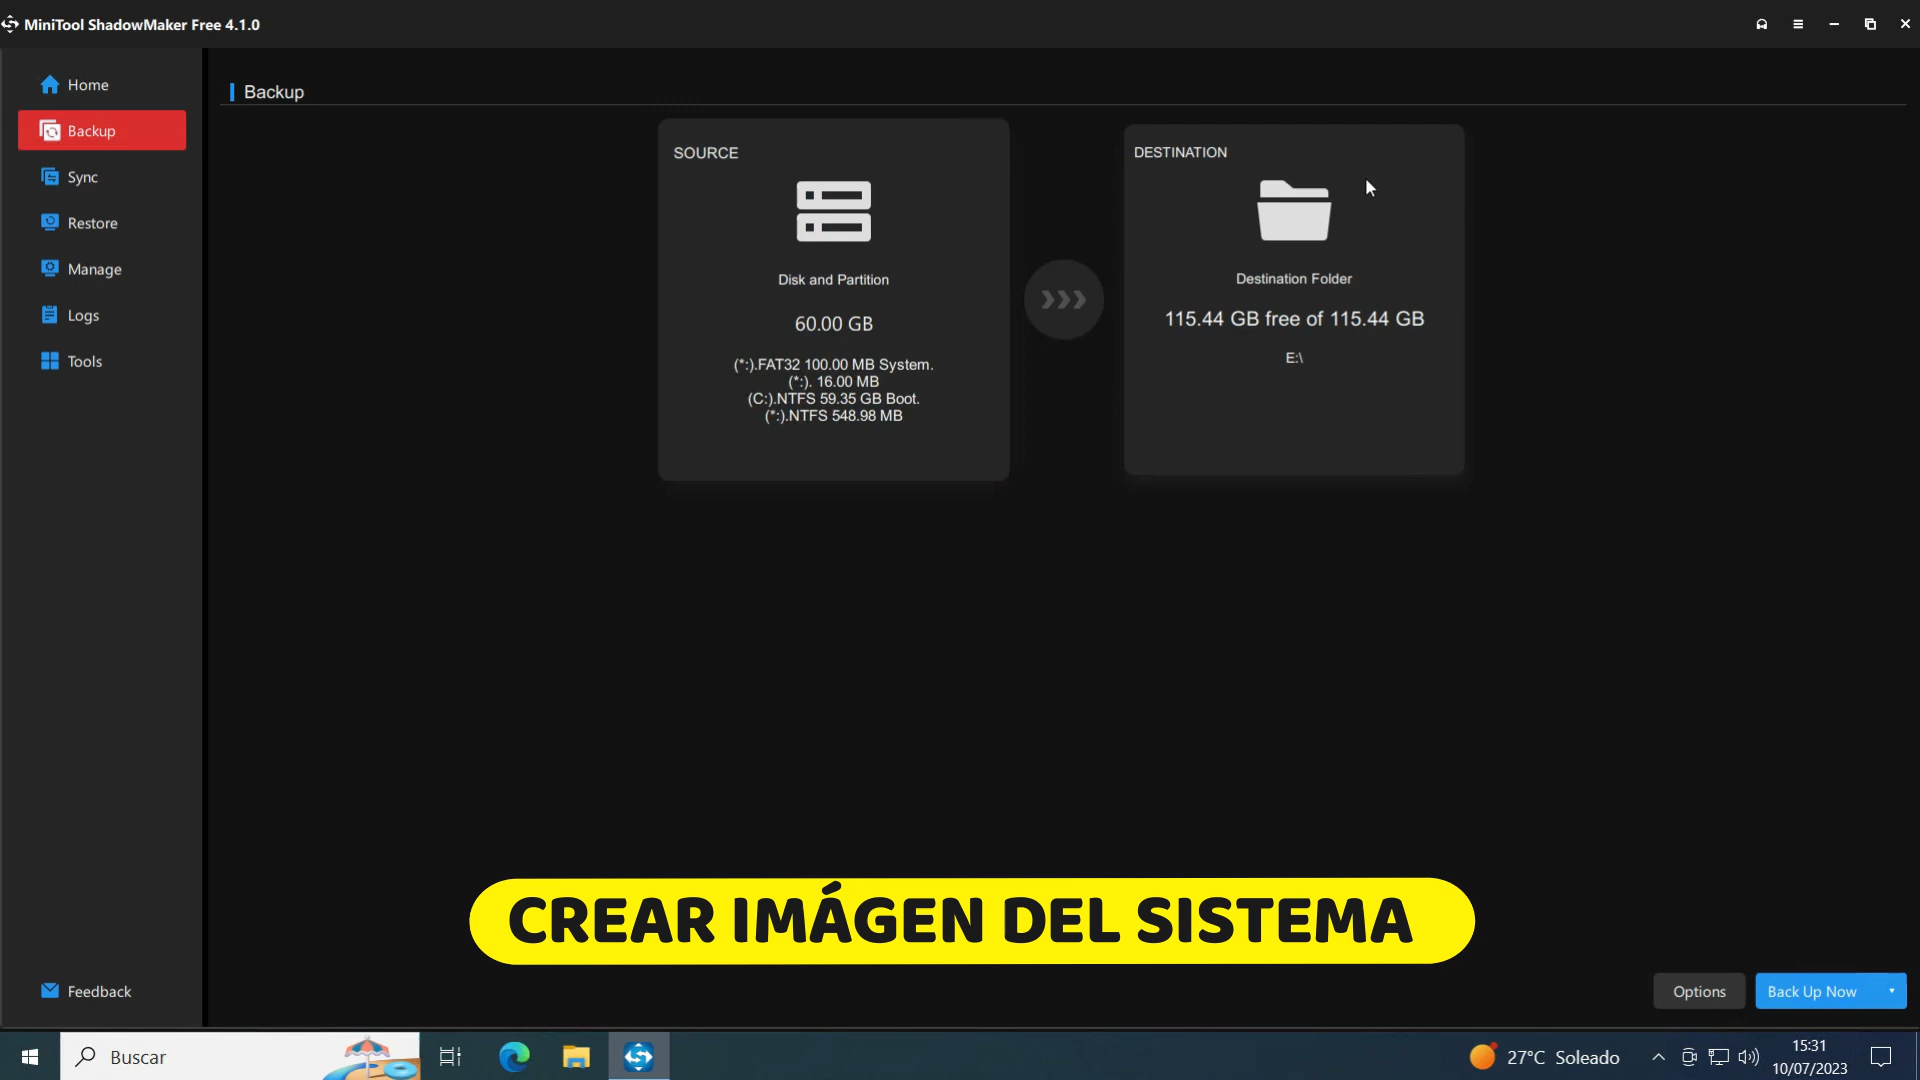 MiniTool ShadowMaker Free 4.1.0
Home
Backup
Sync
Restore
Manage
Logs
Tools
Feedback
Backup
SOURCE
Disk and Partition
60.00 GB
(*:).FAT32 100.00 MB System.
(*:). 16.00 MB
(C:).NTFS 59.35 GB Boot.
(*:).NTFS 548.98 MB
DESTINATION
Destination Folder
115.44 GB free of 115.44 GB
E:\
CREAR IMÁGEN DEL SISTEMA
Options
Back Up Now
Buscar
27°C Soleado
15:31
10/07/2023